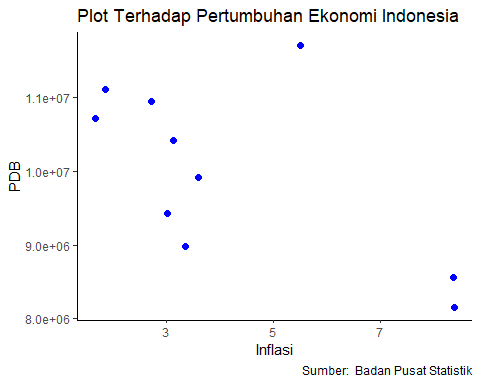 Plot Terhadap Pertumbuhan Ekonomi Indonesia
1.1e+07
1.0e+07
9.0e+06
8.0e+06
PDB
3 5 7
Inflasi
Sumber: Badan Pusat Statistik